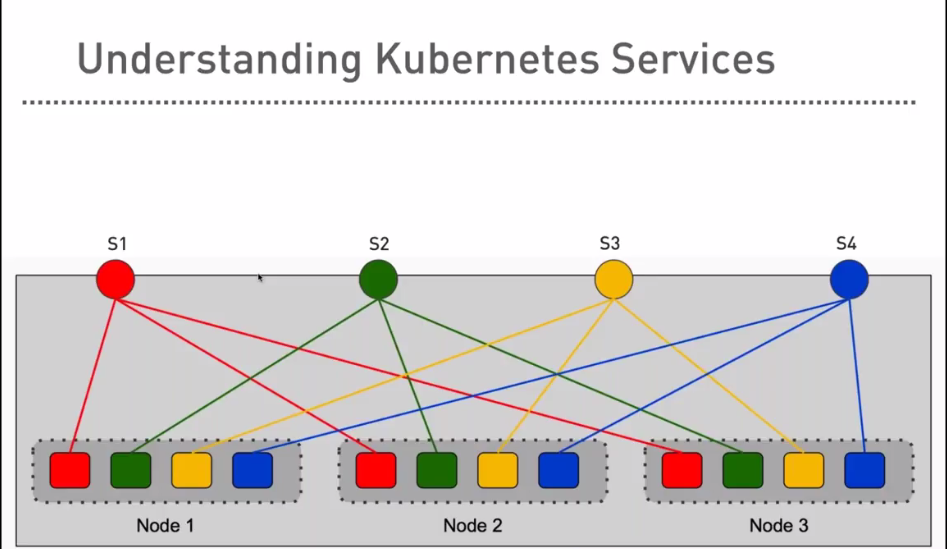 Understanding Kubernetes Services
S1
S2
S3
S4
Node 1
Node 2
Node 3